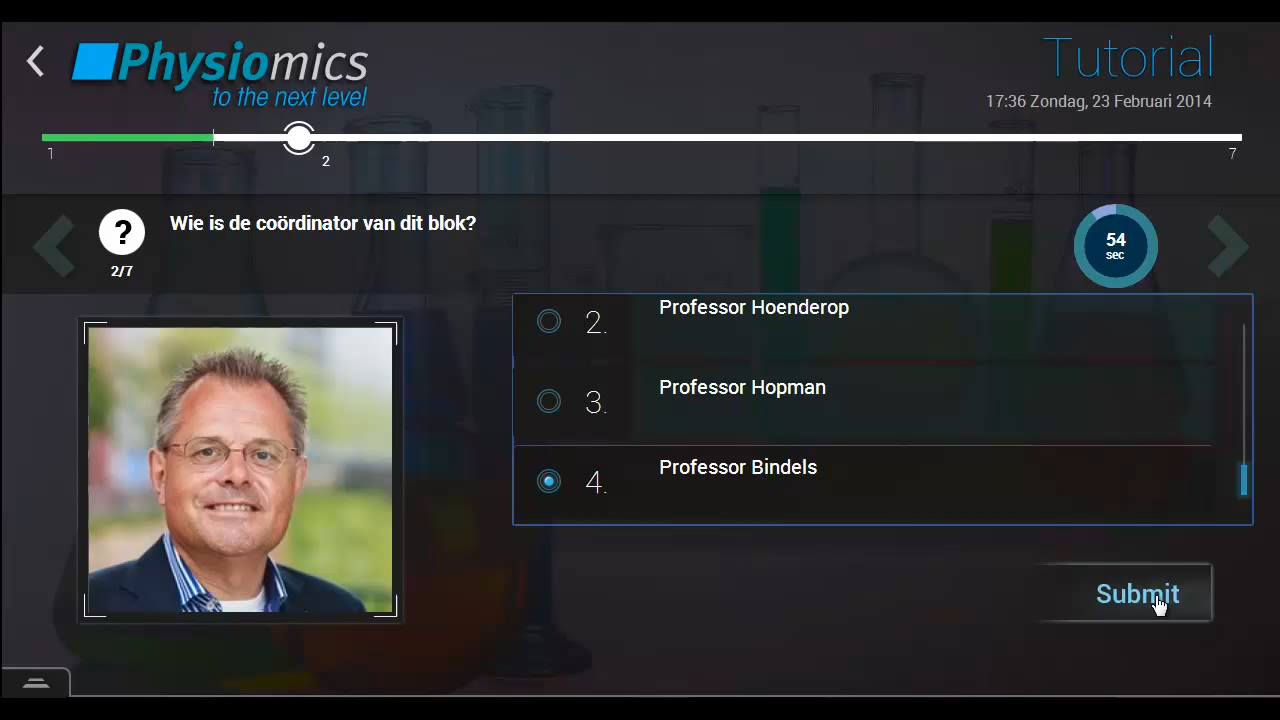 Physiomics
to the next level
Tutorial
17:36 Zondag, 23 Februari 2014
1
2
7
?
Wie is de coördinator van dit blok?
2/7
54
sec
2. Professor Hoenderop
3. Professor Hopman
4. Professor Bindels
Submit